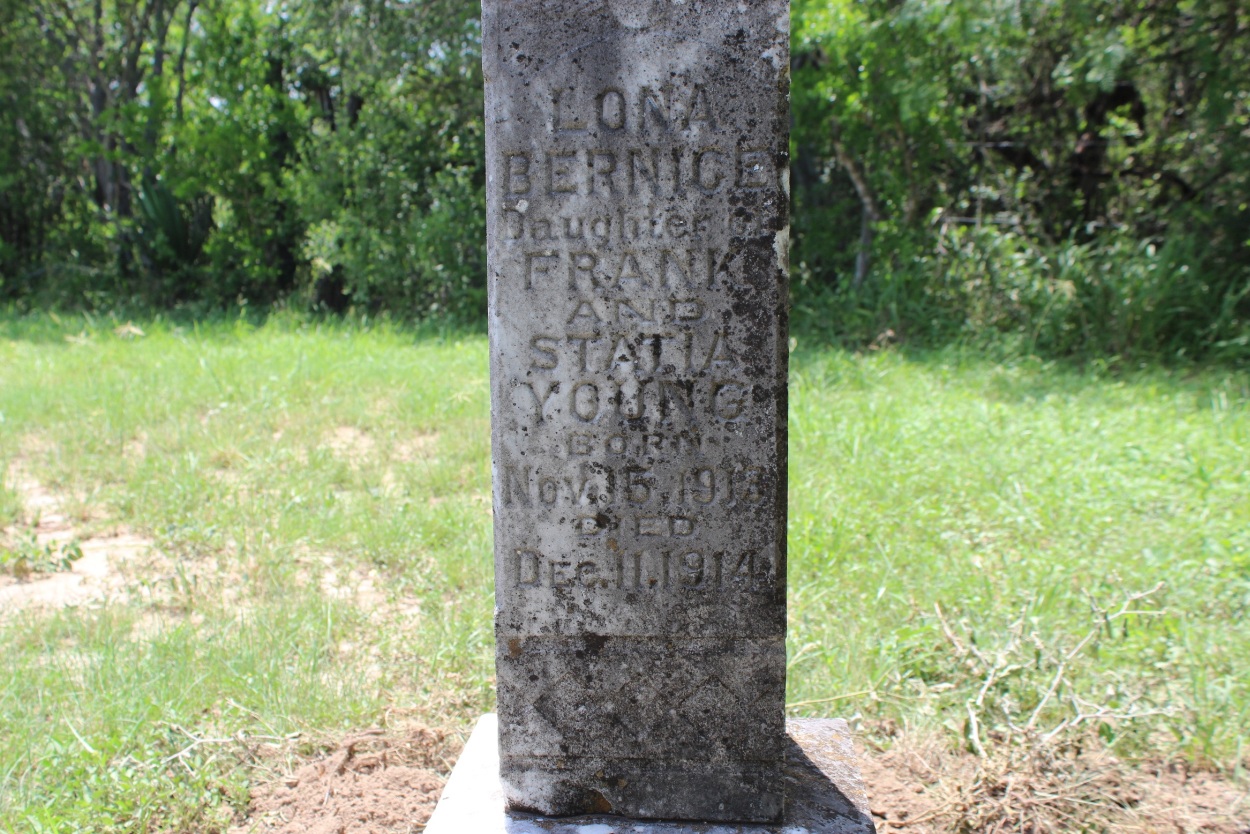 LONA
BERNICE
Daughter of
FRANK
AND
STATIA
YOUNG
BORN
Nov. 15,
DIED
Dec. 11, 1914